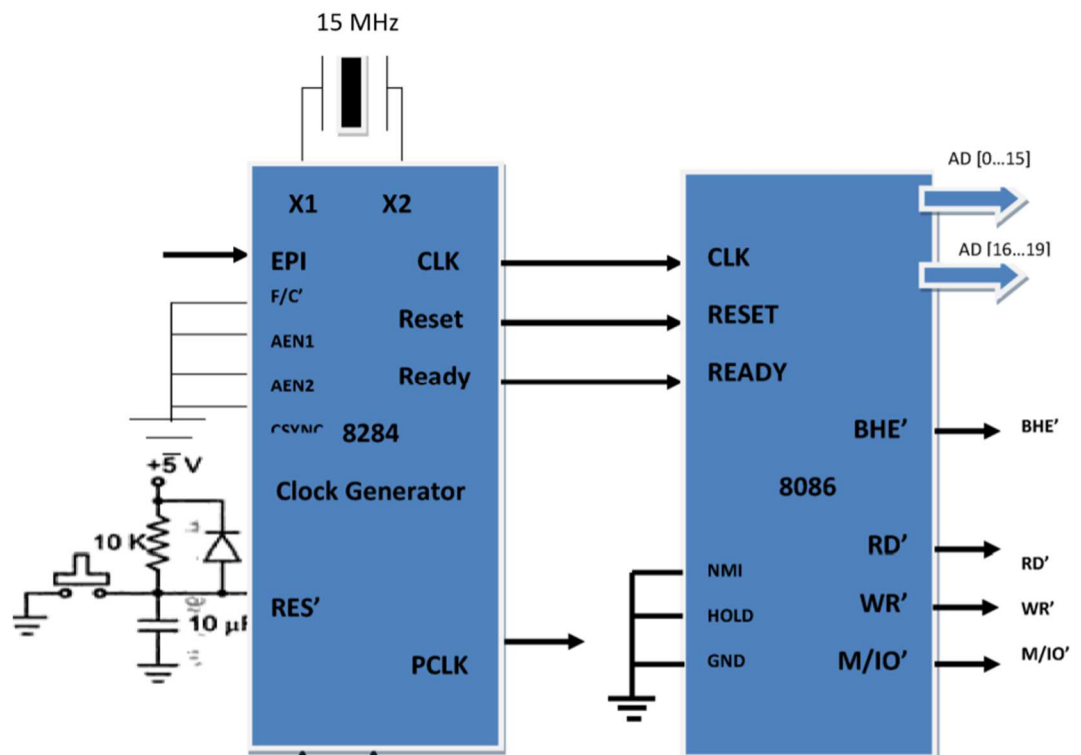 15 MHz
X1 X2
EPI CLK
F/C'
Reset
AEN1
Ready
AEN2
CSYNC 8284
Clock Generator
+5 V
10 K
10 µF
RES'
PCLK
AD [0...15]
AD [16...19]
CLK
RESET
READY
BHE' BHE'
8086
RD' RD'
NMI
WR' WR'
HOLD
GND
M/IO' M/IO'